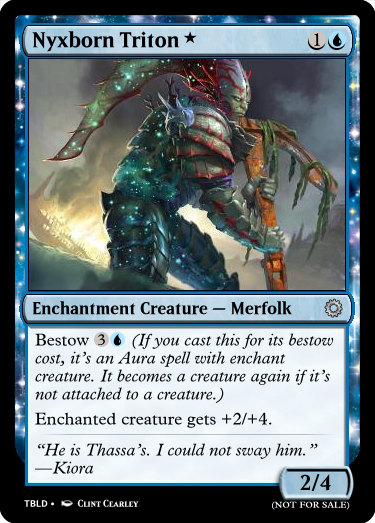 Nyxborn Triton ★ 1
Enchantment Creature — Merfolk
Bestow 3 (If you cast this for its bestow
cost, it's an Aura spell with enchant
creature. It becomes a creature again if it's
not attached to a creature.)
Enchanted creature gets +2/+4.
“He is Thassa's. I could not sway him.”
—Kiora
2/4
TBLD • Clint Cearley
(NOT FOR SALE)